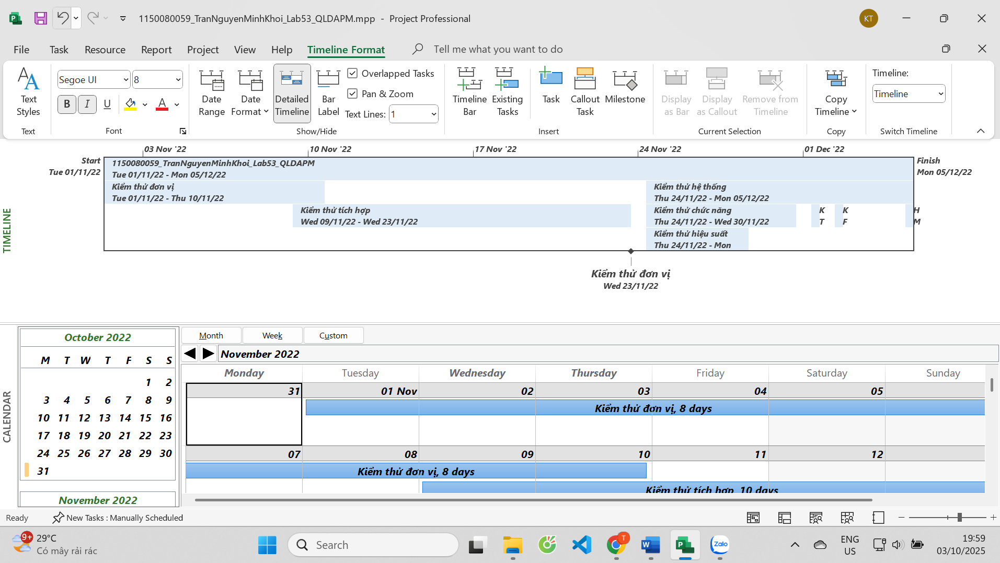 1150080059_TranNguyenMinhKhoi_Lab53_QLDAPM.mpp - Project Professional
KT
File Task Resource Report Project View Help Timeline Format Tell me what you want to do
Text Styles
Text
Segoe UI 8
B I U A
Font
Date Range
Date Format
Detailed Timeline
Bar Label
Overlapped Tasks
Pan & Zoom
Text Lines: 1
Show/Hide
Timeline Bar
Existing Tasks
Task
Callout Task
Milestone
Insert
Display as Bar
Display as Callout
Remove from Timeline
Current Selection
Copy Timeline
Copy
Timeline:
Timeline
Switch Timeline
TIMELINE
03 Nov '22 10 Nov '22 17 Nov '22 24 Nov '22 01 Dec '22
Start
Tue 01/11/22
Finish
Mon 05/12/22
1150080059_TranNguyenMinhKhoi_Lab53_QLDAPM
Tue 01/11/22 - Mon 05/12/22
Kiểm thử đơn vị
Tue 01/11/22 - Thu 10/11/22
Kiểm thử hệ thống
Thu 24/11/22 - Mon 05/12/22
Kiểm thử tích hợp
Wed 09/11/22 - Wed 23/11/22
Kiểm thử chức năng
Thu 24/11/22 - Wed 30/11/22
K
T
K
F
H
M
Kiểm thử hiệu suất
Thu 24/11/22 - Mon
Kiểm thử đơn vị
Wed 23/11/22
CALENDAR
October 2022
M T W T F S S
1 2
3 4 5 6 7 8 9
10 11 12 13 14 15 16
17 18 19 20 21 22 23
24 25 26 27 28 29 30
31
November 2022
Month Week Custom
November 2022
Monday Tuesday Wednesday Thursday Friday Saturday Sunday
31 01 Nov 02 03 04 05
Kiểm thử đơn vị, 8 days
07 08 09 10 11 12
Kiểm thử đơn vị, 8 days
Kiểm thử tích hợp, 10 days
Ready New Tasks : Manually Scheduled
9+
29°C
Có mây rải rác
Search
T
Zalo
ENG
US
19:59
03/10/2025